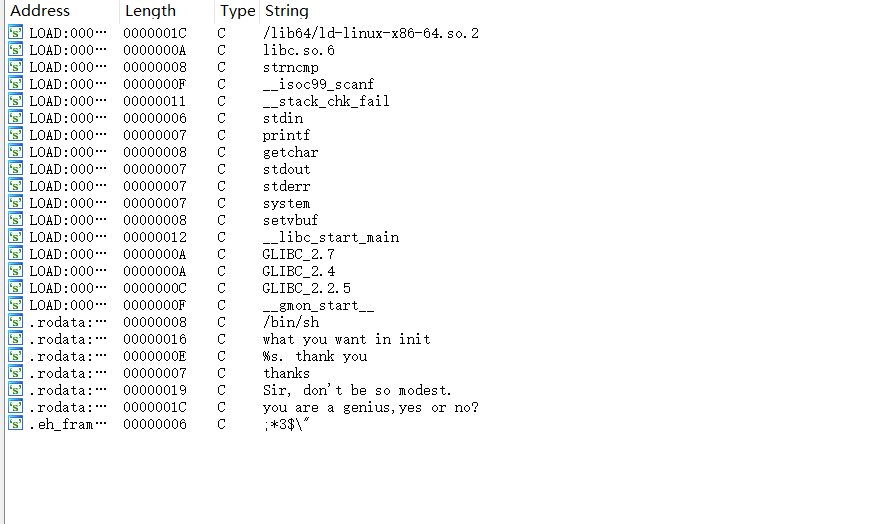 Address Length Type String
LOAD:000… 0000001C C /lib64/ld-linux-x86-64.so.2
LOAD:000… 0000000A C libc.so.6
LOAD:000… 00000008 C strncmp
LOAD:000… 0000000F C __isoc99_scanf
LOAD:000… 00000011 C __stack_chk_fail
LOAD:000… 00000006 C stdin
LOAD:000… 00000007 C printf
LOAD:000… 00000008 C getchar
LOAD:000… 00000007 C stdout
LOAD:000… 00000007 C stderr
LOAD:000… 00000007 C system
LOAD:000… 00000008 C setvbuf
LOAD:000… 00000012 C __libc_start_main
LOAD:000… 0000000A C GLIBC_2.7
LOAD:000… 0000000A C GLIBC_2.4
LOAD:000… 0000000C C GLIBC_2.2.5
LOAD:000… 0000000F C __gmon_start__
.rodata:… 00000008 C /bin/sh
.rodata:… 00000016 C what you want in init
.rodata:… 0000000E C %s. thank you
.rodata:… 00000007 C thanks
.rodata:… 00000019 C Sir, don't be so modest.
.rodata:… 0000001C C you are a genius,yes or no?
.eh_fram… 00000006 C ;*3$\"